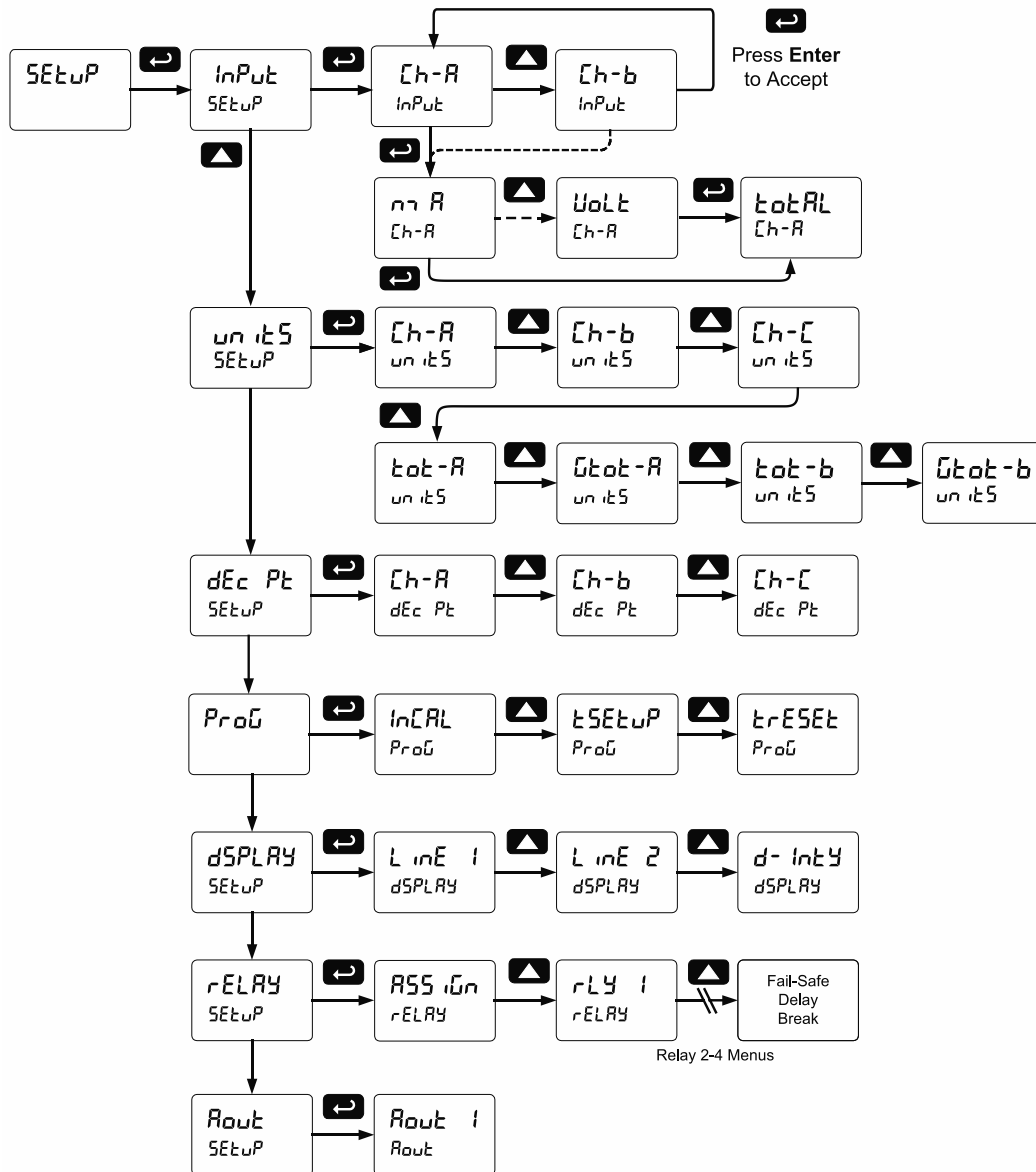 SEtuP
InPut
SEtuP
Ch-A
InPut
Ch-b
InPut
Press Enter
to Accept
mA
Ch-A
VoLt
Ch-A
totAL
Ch-A
unitS
SEtuP
Ch-A
unitS
Ch-b
unitS
Ch-C
unitS
tot-A
unitS
Gtot-A
unitS
tot-b
unitS
Gtot-b
unitS
dEc Pt
SEtuP
Ch-A
dEc Pt
Ch-b
dEc Pt
Ch-C
dEc Pt
ProG
InCAL
ProG
tSEtuP
ProG
trESEt
ProG
dSPLAY
SEtuP
LinE 1
dSPLAY
LinE 2
dSPLAY
d-IntY
dSPLAY
rELAY
SEtuP
ASSiGn
rELAY
rLY 1
rELAY
Fail-Safe
Delay
Break
Relay 2-4 Menus
Aout
SEtuP
Aout 1
Aout